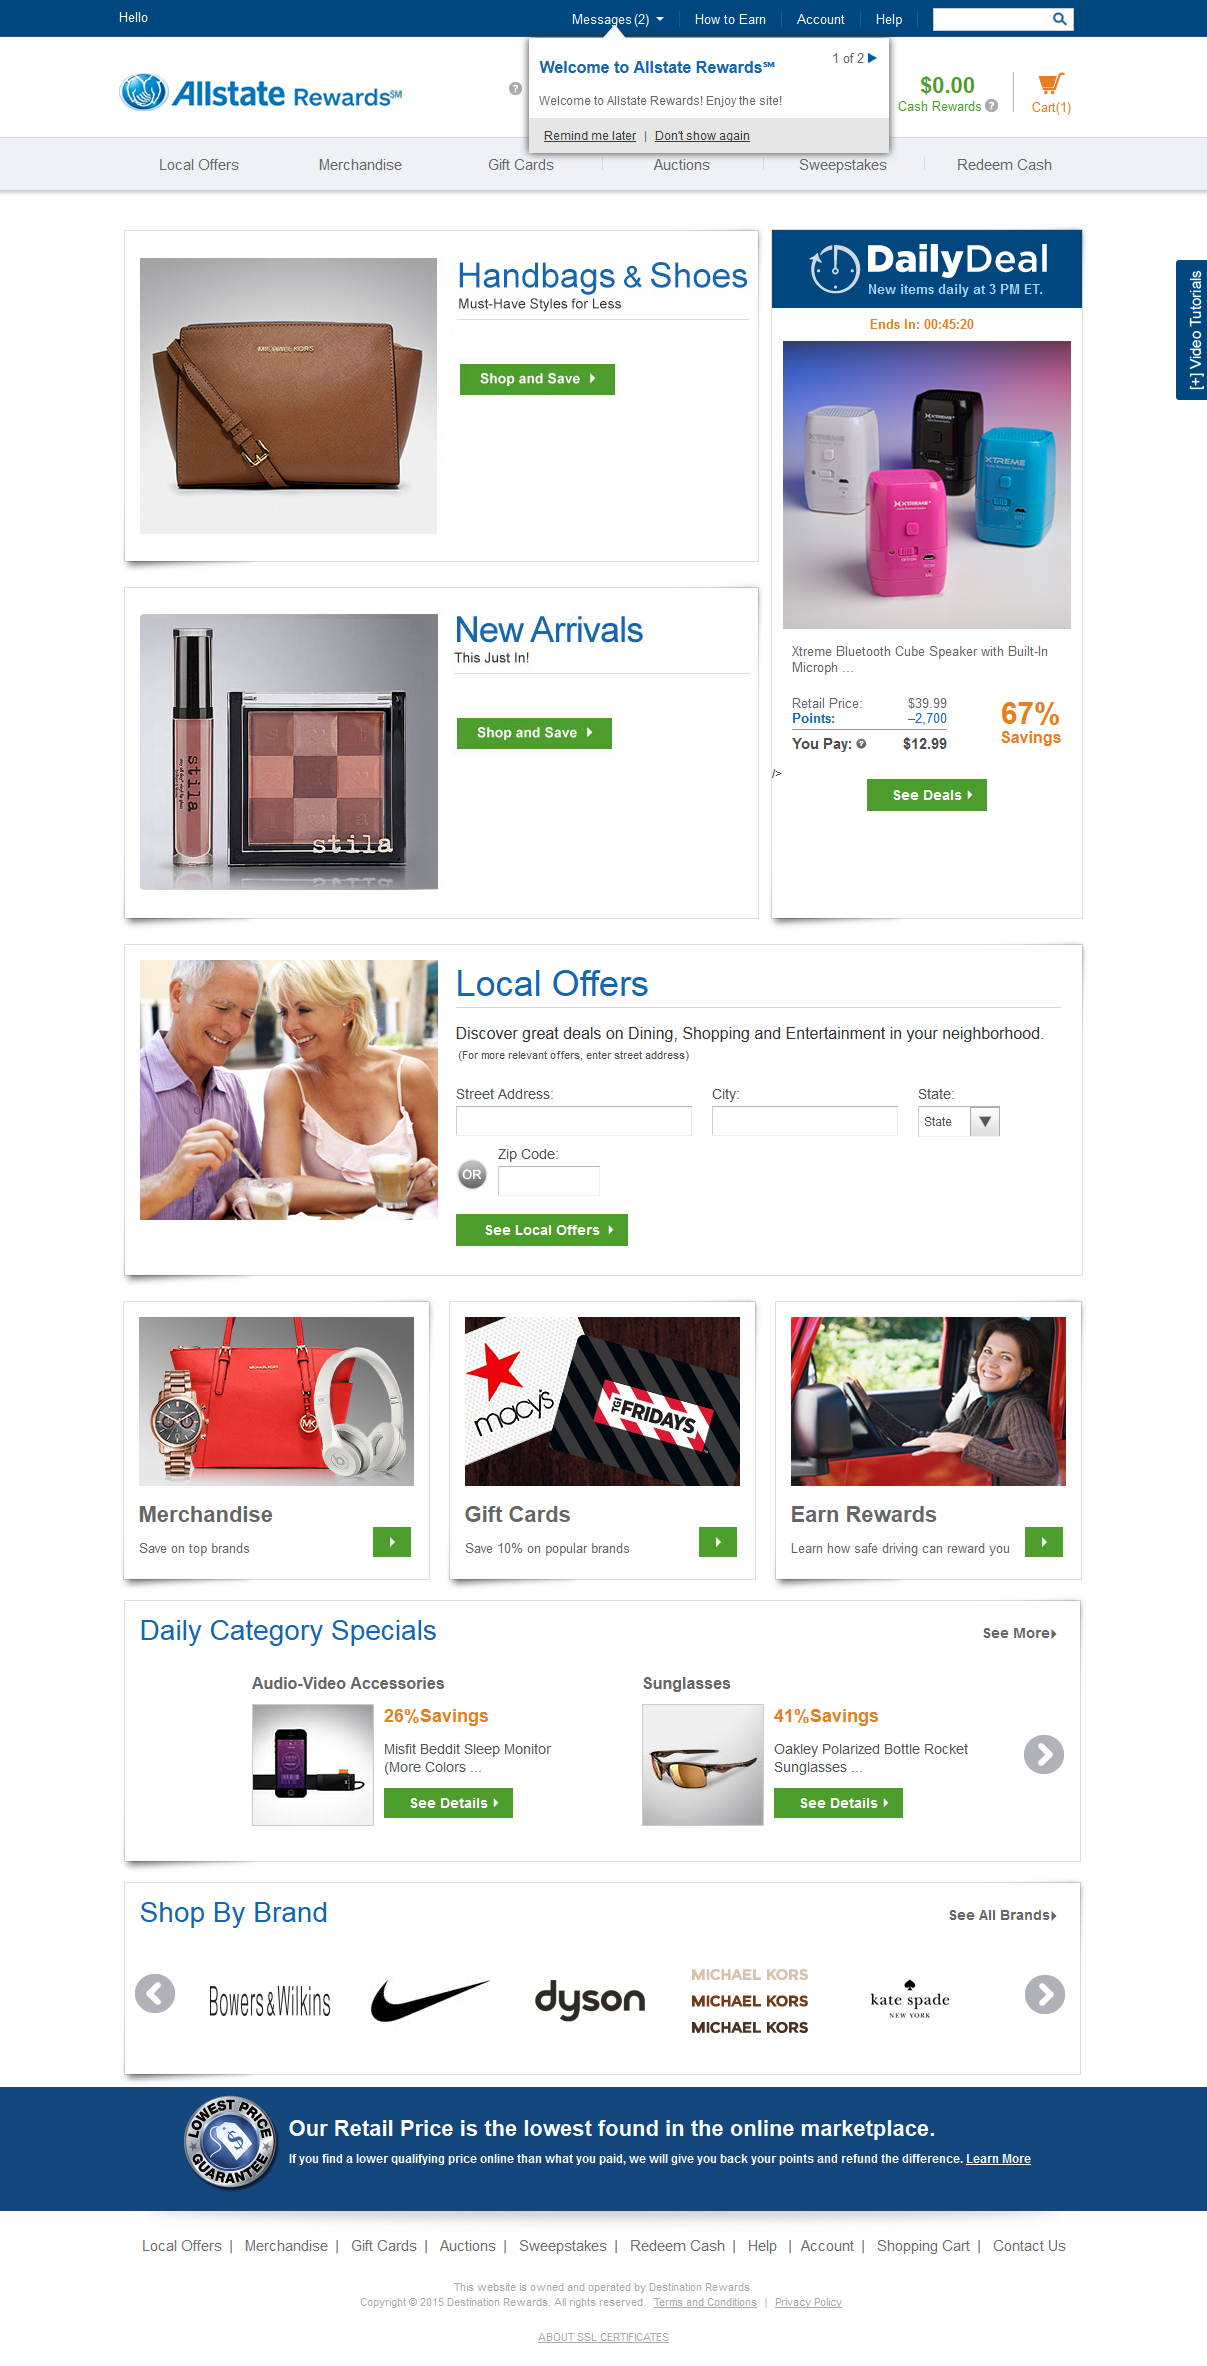 Hello
Messages (2)
How to Earn
Account
Help
Allstate Rewards℠
Welcome to Allstate Rewards℠
1 of 2
Welcome to Allstate Rewards! Enjoy the site!
Remind me later | Don't show again
$0.00
Cash Rewards ?
Cart(1)
Local Offers
Merchandise
Gift Cards
Auctions
Sweepstakes
Redeem Cash
[+] Video Tutorials
MICHAEL KORS
Handbags & Shoes
Must-Have Styles for Less
Shop and Save
DailyDeal
New items daily at 3 PM ET.
Ends In: 00:45:20
XTREME
XTREME
XTREME
XTREME
Xtreme Bluetooth Cube Speaker with Built-In
Microph ...
Retail Price: $39.99
Points: –2,700
You Pay: ? $12.99
67%
Savings
/>
See Deals
stila
stila
New Arrivals
This Just In!
Shop and Save
Local Offers
Discover great deals on Dining, Shopping and Entertainment in your neighborhood.
(For more relevant offers, enter street address)
Street Address:
City:
State:
State
OR
Zip Code:
See Local Offers
MK
macy's
TGI FRIDAYS
Merchandise
Save on top brands
Gift Cards
Save 10% on popular brands
Earn Rewards
Learn how safe driving can reward you
Daily Category Specials
See More
Audio-Video Accessories
26%Savings
Misfit Beddit Sleep Monitor
(More Colors ...
See Details
Sunglasses
41%Savings
Oakley Polarized Bottle Rocket
Sunglasses ...
See Details
Shop By Brand
See All Brands
Bowers & Wilkins
dyson
MICHAEL KORS
MICHAEL KORS
MICHAEL KORS
kate spade
NEW YORK
LOWEST PRICE
GUARANTEE
Our Retail Price is the lowest found in the online marketplace.
If you find a lower qualifying price online than what you paid, we will give you back your points and refund the difference. Learn More
Local Offers | Merchandise | Gift Cards | Auctions | Sweepstakes | Redeem Cash | Help | Account | Shopping Cart | Contact Us
This website is owned and operated by Destination Rewards.
Copyright © 2015 Destination Rewards. All rights reserved. Terms and Conditions | Privacy Policy
ABOUT SSL CERTIFICATES